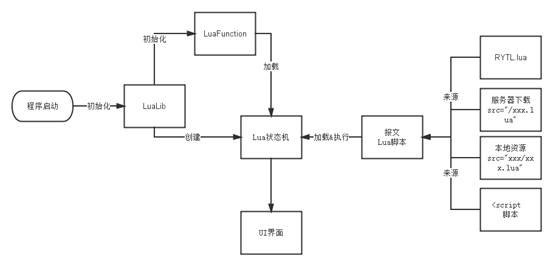 LuaFunction
初始化
加载
RYTL.lua
程序启动
初始化
LuaLib
来源
服务器下载
src="/xxx.l
ua"
创建
Lua状态机
加载&执行
报文
Lua脚本
本地资源
src="xxx/xx
x.lua"
来源
<script
脚本
UI界面